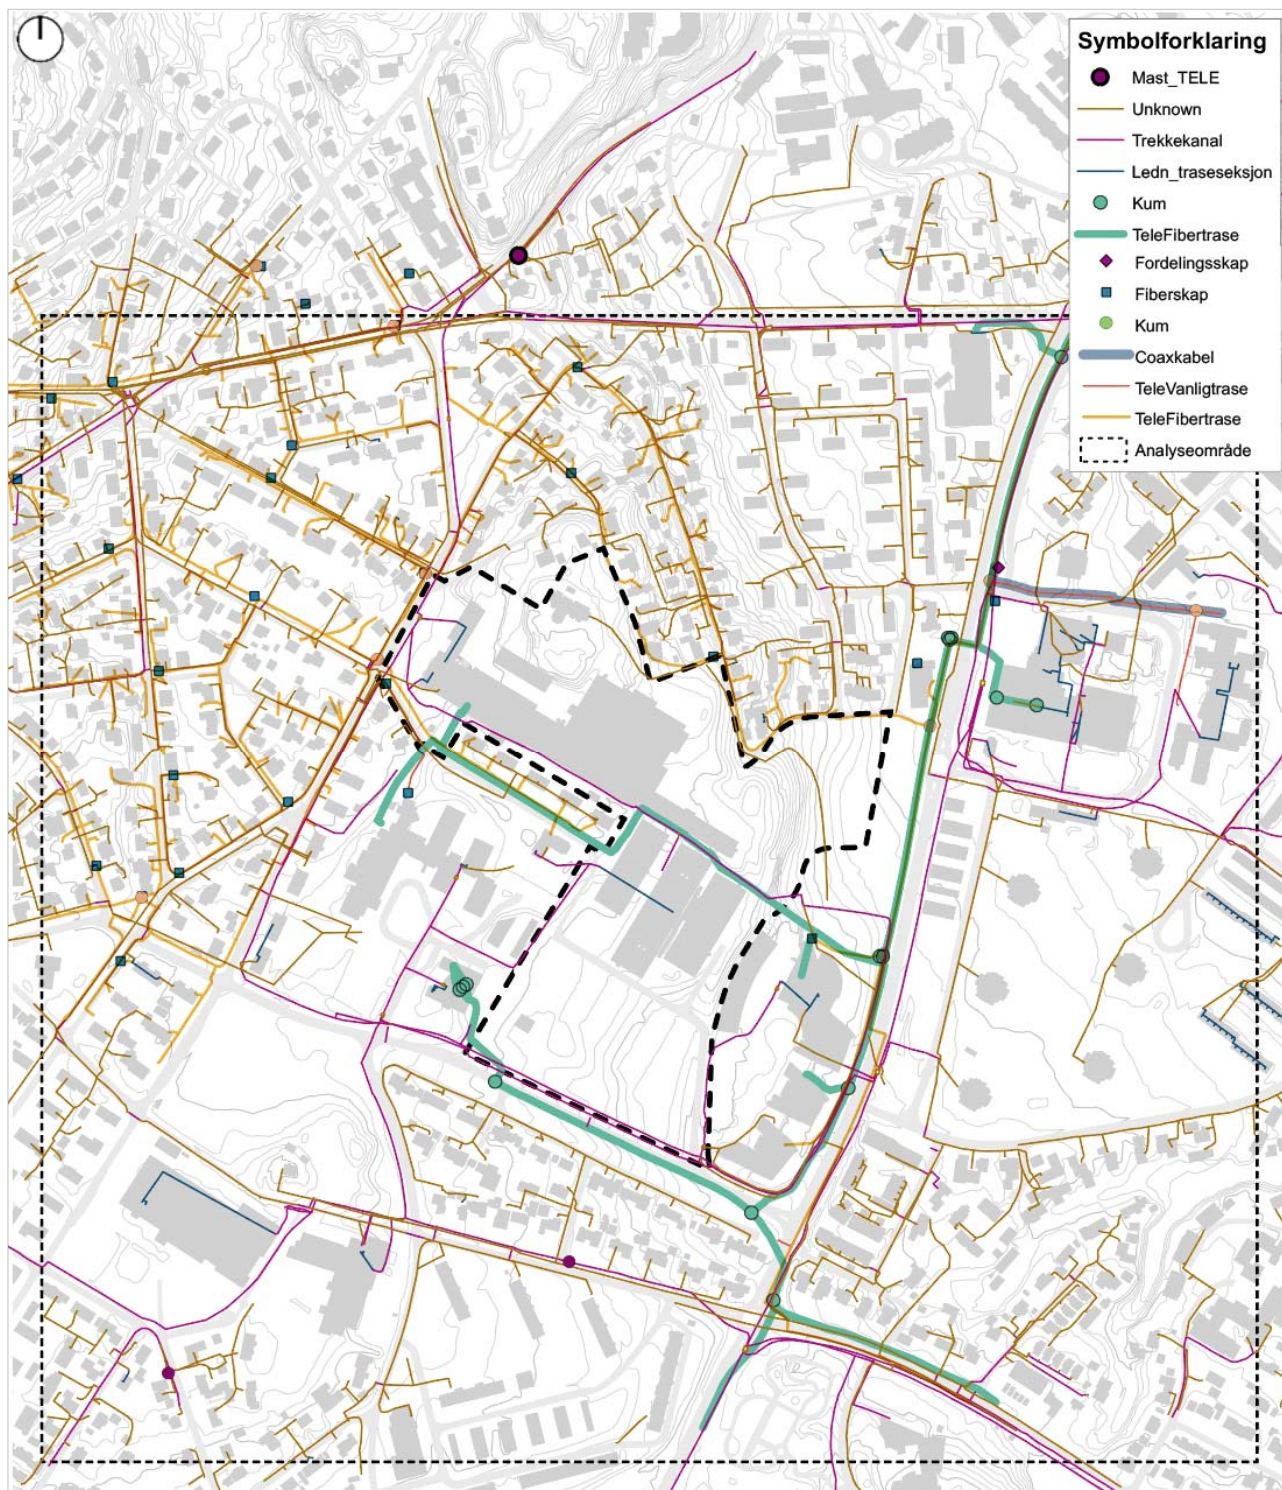 Symbolforklaring
Mast_TELE
Unknown
Trekkekanal
Ledn_traseseksjon
Kum
TeleFibertrase
Fordelingsskap
Fiberskap
Kum
Coaxkabel
TeleVanligtrase
TeleFibertrase
Analyseområde